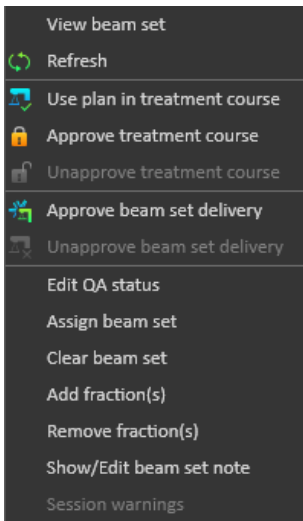 View beam set
Refresh
Use plan in treatment course
Approve treatment course
Unapprove treatment course
Approve beam set delivery
Unapprove beam set delivery
Edit QA status
Assign beam set
Clear beam set
Add fraction(s)
Remove fraction(s)
Show/Edit beam set note
Session warnings